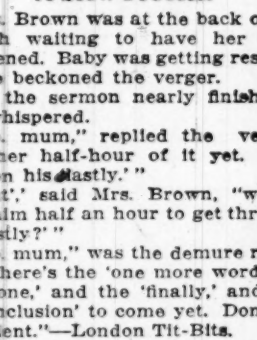 . Brown was at the back o
h waiting to have her
ened. Baby was getting res
beckoned the verger.
the sermon nearly finish
whispered.
. mum," replied the ve
her half-hour of it yet.
n his lastly.' "
t',' said Mrs. Brown, "w
im half an hour to get thr
stly?' "
. mum," was the demure r
here's the 'one more word
one,' and the 'finally,' and
nclusion' to come yet. Don
ent."—London Tit-Bits.